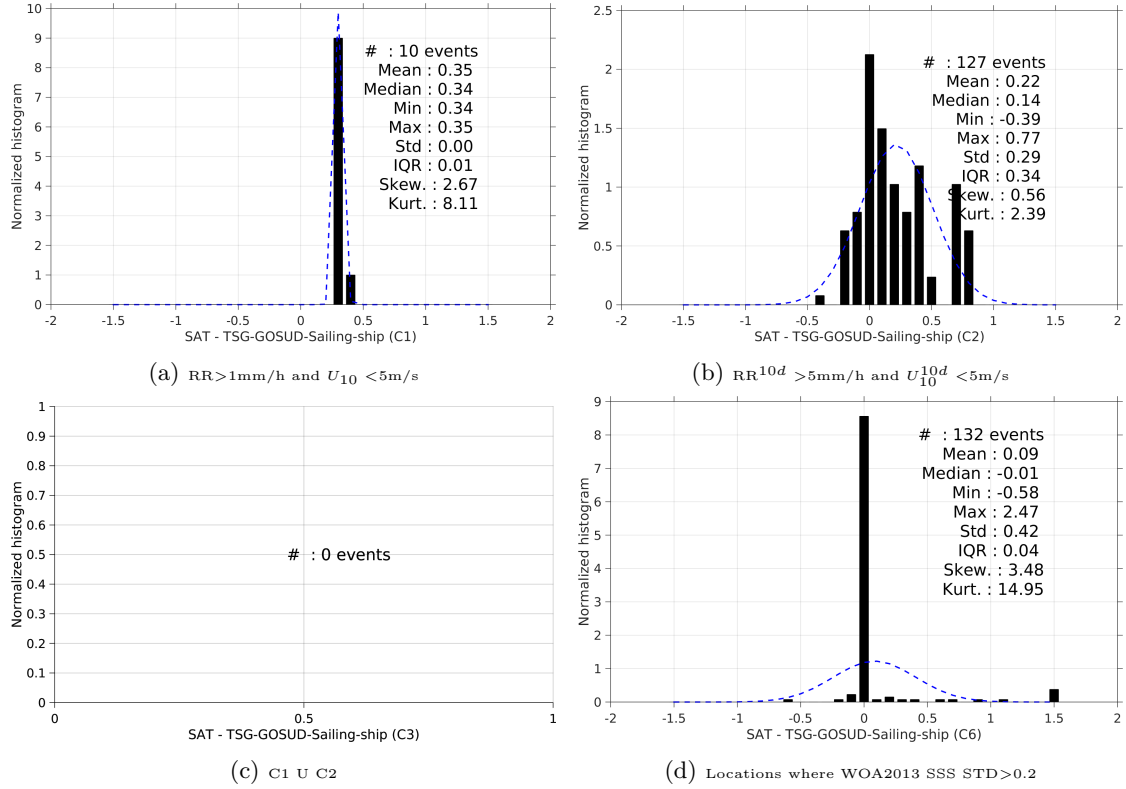 10
9
8
7
6
5
4
3
2
1
0
Normalized histogram
# : 10 events
Mean : 0.35
Median : 0.34
Min : 0.34
Max : 0.35
Std : 0.00
IQR : 0.01
Skew. : 2.67
Kurt. : 8.11
-2 -1.5 -1 -0.5 0 0.5 1 1.5 2
SAT - TSG-GOSUD-Sailing-ship (C1)
(a) RR>1mm/h and U10 <5m/s
2.5
2
1.5
1
0.5
0
Normalized histogram
# : 127 events
Mean : 0.22
Median : 0.14
Min : -0.39
Max : 0.77
Std : 0.29
IQR : 0.34
Skew. : 0.56
Kurt. : 2.39
-2 -1.5 -1 -0.5 0 0.5 1 1.5 2
SAT - TSG-GOSUD-Sailing-ship (C2)
(b) RR^10d >5mm/h and U10^10d <5m/s
1
0.9
0.8
0.7
0.6
0.5
0.4
0.3
0.2
0.1
0
Normalized histogram
# : 0 events
0 0.5 1
SAT - TSG-GOSUD-Sailing-ship (C3)
(c) C1 U C2
9
8
7
6
5
4
3
2
1
0
Normalized histogram
# : 132 events
Mean : 0.09
Median : -0.01
Min : -0.58
Max : 2.47
Std : 0.42
IQR : 0.04
Skew. : 3.48
Kurt. : 14.95
-2 -1.5 -1 -0.5 0 0.5 1 1.5 2
SAT - TSG-GOSUD-Sailing-ship (C6)
(d) Locations where WOA2013 SSS STD>0.2